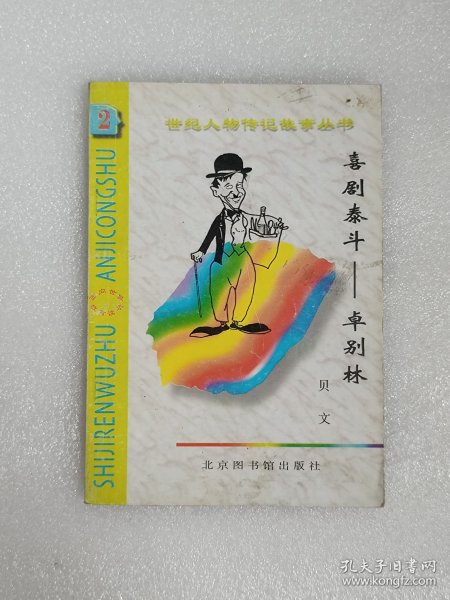 世纪人物传记故事丛书
喜剧泰斗——卓别林
贝文
北京图书馆出版社
2
SHIJIRENWUZHU ANJICONGSHU
孔夫子旧书网
www.kongfz.com